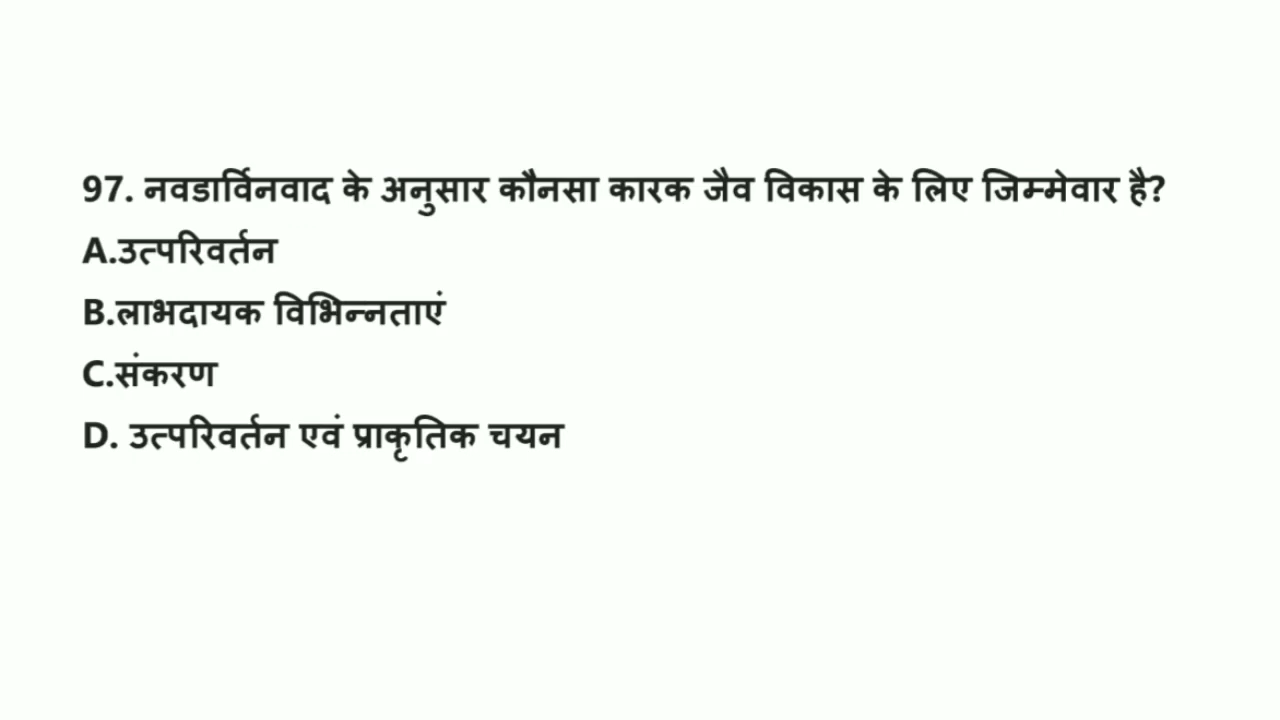 97. नवडार्विनवाद के अनुसार कौनसा कारक जैव विकास के लिए जिम्मेवार है?
A.उत्परिवर्तन
B.लाभदायक विभिन्नताएं
C.संकरण
D. उत्परिवर्तन एवं प्राकृतिक चयन